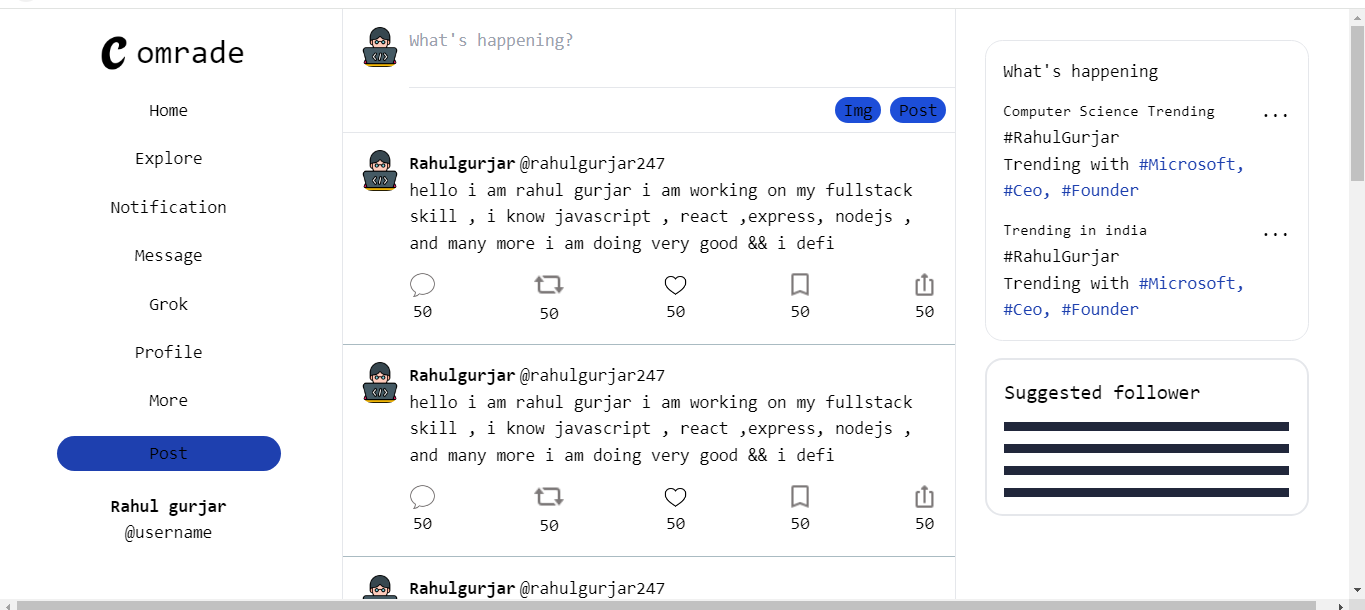 Comrade
Home
Explore
Notification
Message
Grok
Profile
More
Post
Rahul gurjar
@username
What's happening?
Img Post
Rahulgurjar @rahulgurjar247
hello i am rahul gurjar i am working on my fullstack
skill , i know javascript , react ,express, nodejs ,
and many more i am doing very good && i defi
50 50 50 50 50
Rahulgurjar @rahulgurjar247
hello i am rahul gurjar i am working on my fullstack
skill , i know javascript , react ,express, nodejs ,
and many more i am doing very good && i defi
50 50 50 50 50
Rahulgurjar @rahulgurjar247
What's happening
Computer Science Trending ...
#RahulGurjar
Trending with #Microsoft,
#Ceo, #Founder
Trending in india ...
#RahulGurjar
Trending with #Microsoft,
#Ceo, #Founder
Suggested follower